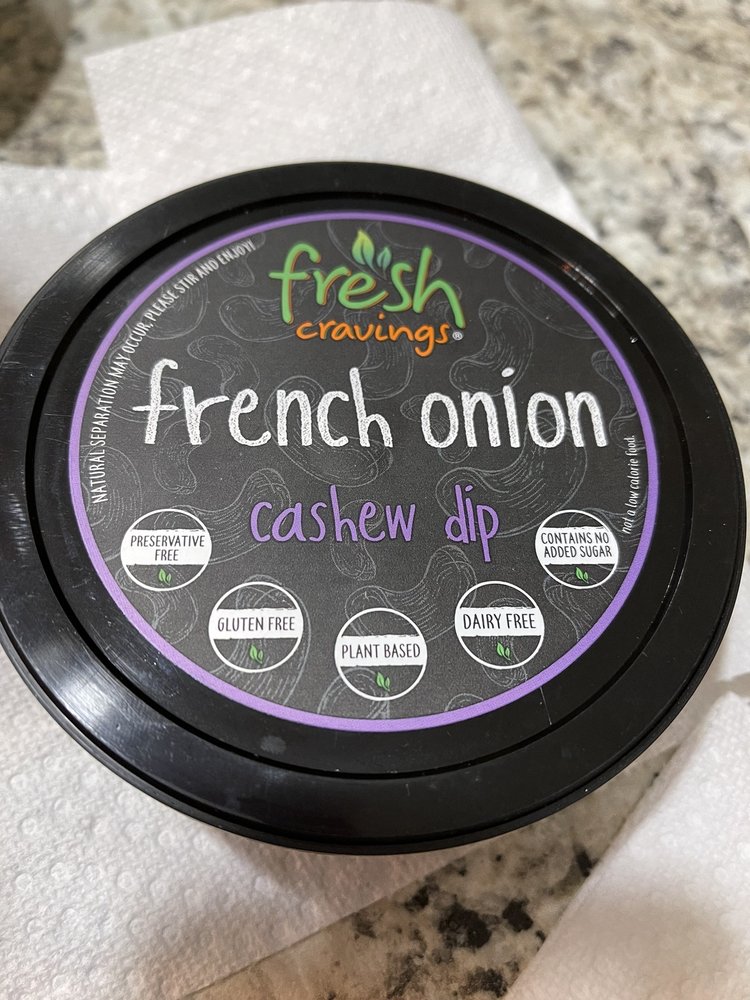 fresh
cravings®
NATURAL SEPARATION MAY OCCUR, PLEASE STIR AND ENJOY!
french onion
cashew dip
not a low calorie food.
PRESERVATIVE
FREE
GLUTEN FREE
PLANT BASED
DAIRY FREE
CONTAINS NO
ADDED SUGAR